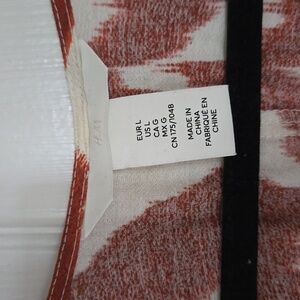 EUR L
US L
CA G
MX G
CN 175/104B
MADE IN
CHINA
FABRIQUÉ EN
CHINE